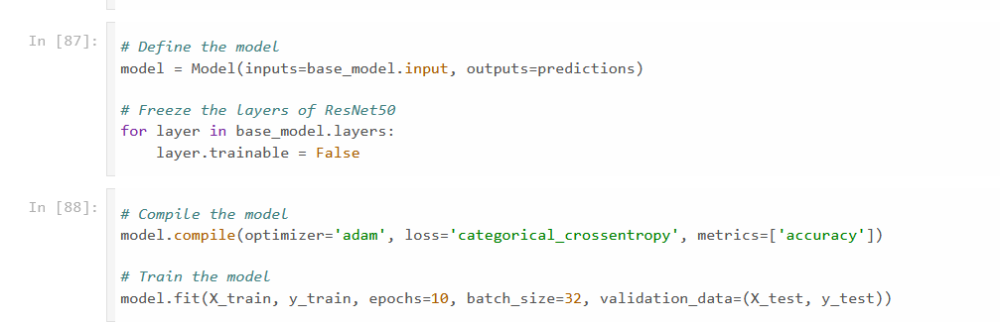 In [87]:
# Define the model
model = Model(inputs=base_model.input, outputs=predictions)
# Freeze the layers of ResNet50
for layer in base_model.layers:
    layer.trainable = False
In [88]:
# Compile the model
model.compile(optimizer='adam', loss='categorical_crossentropy', metrics=['accuracy'])
# Train the model
model.fit(X_train, y_train, epochs=10, batch_size=32, validation_data=(X_test, y_test))